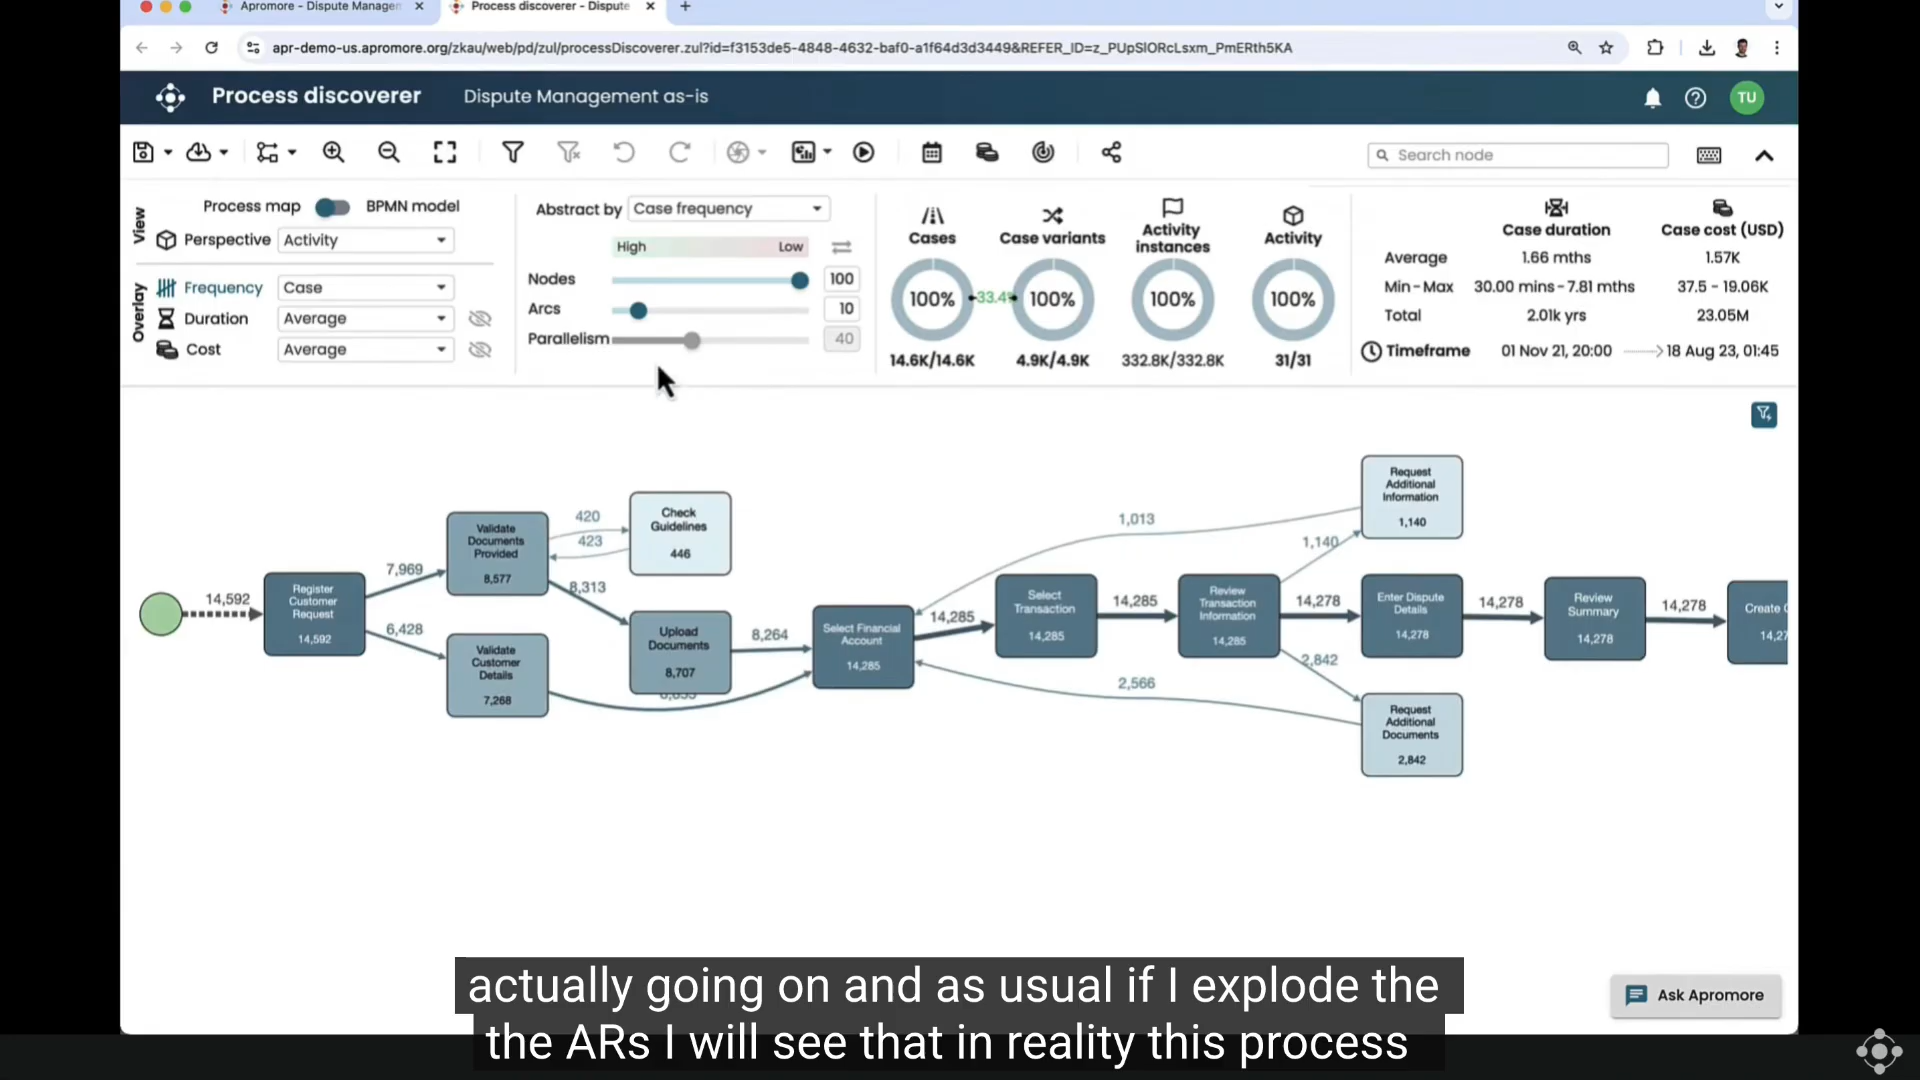 Apromore - Dispute Managem
Process discoverer - Dispute
apr-demo-us.apromore.org/zkau/web/pd/zul/processDiscoverer.zul?id=f3153de5-4848-4632-baf0-a1f64d3d3449&REFER_ID=z_PUpSlORcLsxm_PmERth5KA
Process discoverer
Dispute Management as-is
TU
Search node
View
Process map
BPMN model
Perspective
Activity
Overlay
Frequency
Case
Duration
Average
Cost
Average
Abstract by
Case frequency
High
Low
Nodes
100
Arcs
10
Parallelism
40
Cases
100%
14.6K/14.6K
33.4
Case variants
100%
4.9K/4.9K
Activity
instances
100%
332.8K/332.8K
Activity
100%
31/31
Case duration
Case cost (USD)
Average
1.66 mths
1.57K
Min-Max
30.00 mins-7.81 mths
37.5 - 19.06K
Total
2.01k yrs
23.05M
Timeframe
01 Nov 21, 20:00
18 Aug 23, 01:45
14,592
Register
Customer
Request
14,592
7,969
6,428
Validate
Documents
Provided
8,577
Validate
Customer
Details
7,268
420
423
8,313
Check
Guidelines
446
Upload
Documents
8,707
8,264
Select Financial
Account
14,285
14,285
Select
Transaction
14,285
14,285
1,013
2,566
Review
Transaction
Information
14,285
1,140
14,278
2,842
Request
Additional
Information
1,140
Enter Dispute
Details
14,278
Request
Additional
Documents
2,842
14,278
Review
Summary
14,278
14,278
Create
14,27
actually going on and as usual if I explode the
the ARs I will see that in reality this process
Ask Apromore